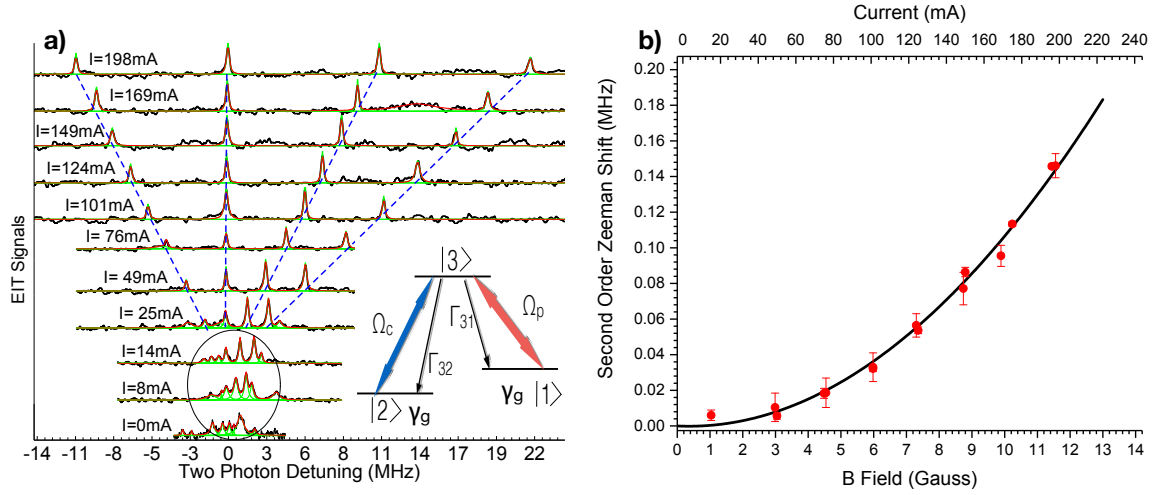 a)
I=198mA
I=169mA
I=149mA
I=124mA
I=101mA
I= 76mA
I= 49mA
I= 25mA
I=14mA
I=8mA
I=0mA
EIT Signals
-14 -11 -8 -5 -3 0 3 6 8 11 14 17 19 22
Two Photon Detuning (MHz)
|3⟩
Ωc Γ31 Ωp
Γ32
|2⟩ γg γg |1⟩
b)
Current (mA)
0 20 40 60 80 100 120 140 160 180 200 220 240
Second Order Zeeman Shift (MHz)
0.20
0.18
0.16
0.14
0.12
0.10
0.08
0.06
0.04
0.02
0.00
0 1 2 3 4 5 6 7 8 9 10 11 12 13 14
B Field (Gauss)